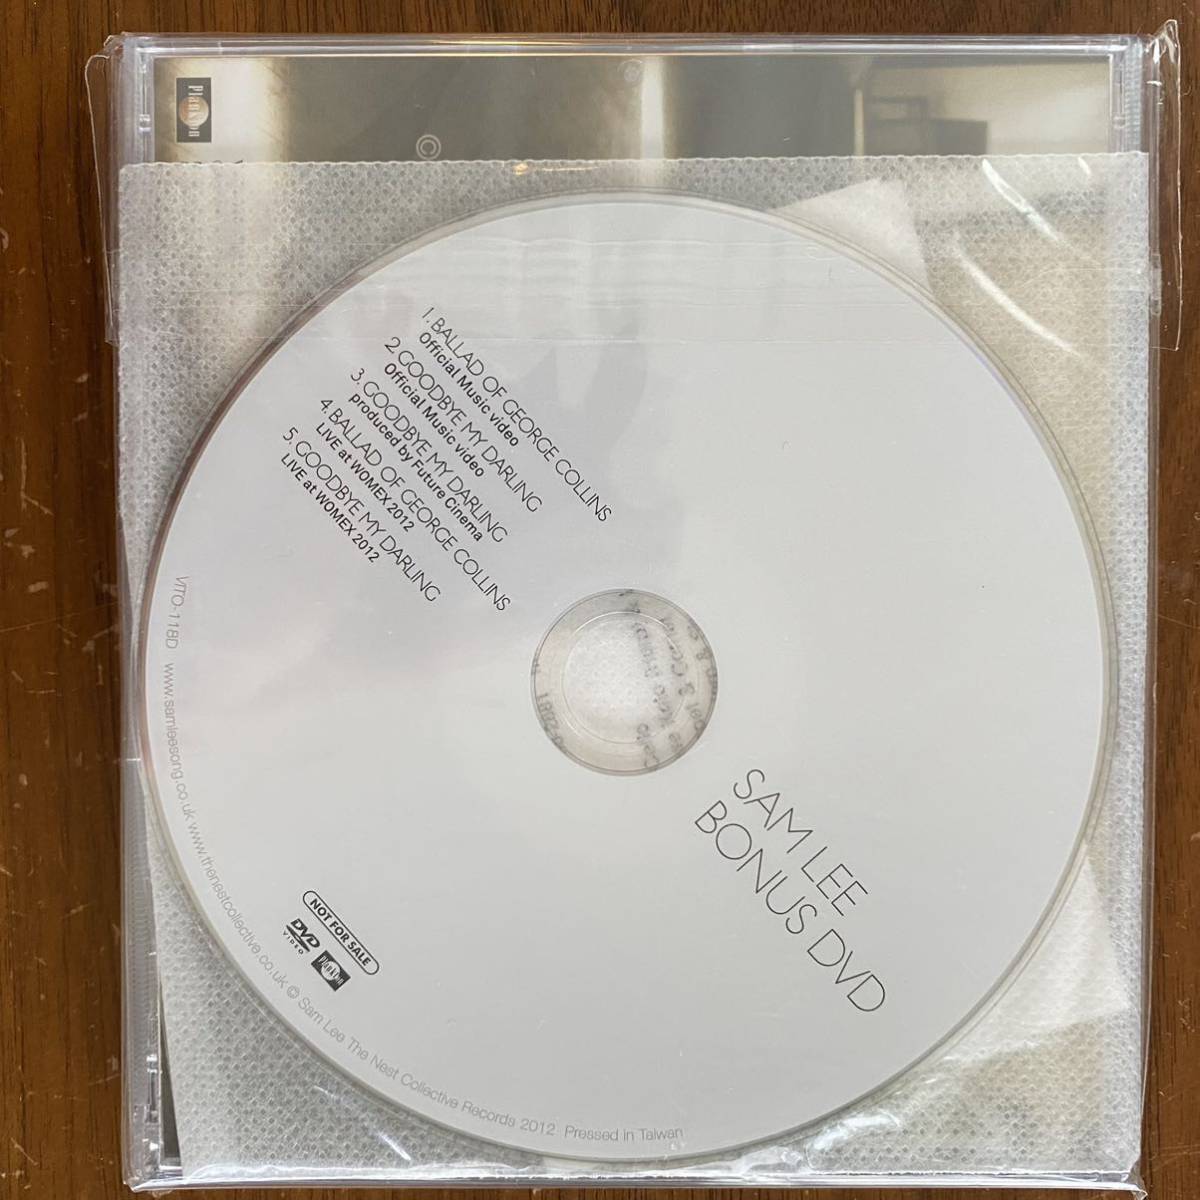 Plankton
©
1. BALLAD OF GEORGE COLLINS
Official Music video
2. GOODBYE MY DARLING
Official Music video
3. GOODBYE MY DARLING
produced by Future Cinema
4. BALLAD OF GEORGE COLLINS
LIVE at WOMEX 2012
5. GOODBYE MY DARLING
LIVE at WOMEX 2012
SAM LEE
BONUS DVD
NOT FOR SALE
DVD
VIDEO
Plankton
VITO-118D www.samleesong.co.uk www.thenestcollective.co.uk © Sam Lee The Nest Collective Records 2012 Pressed in Taiwan